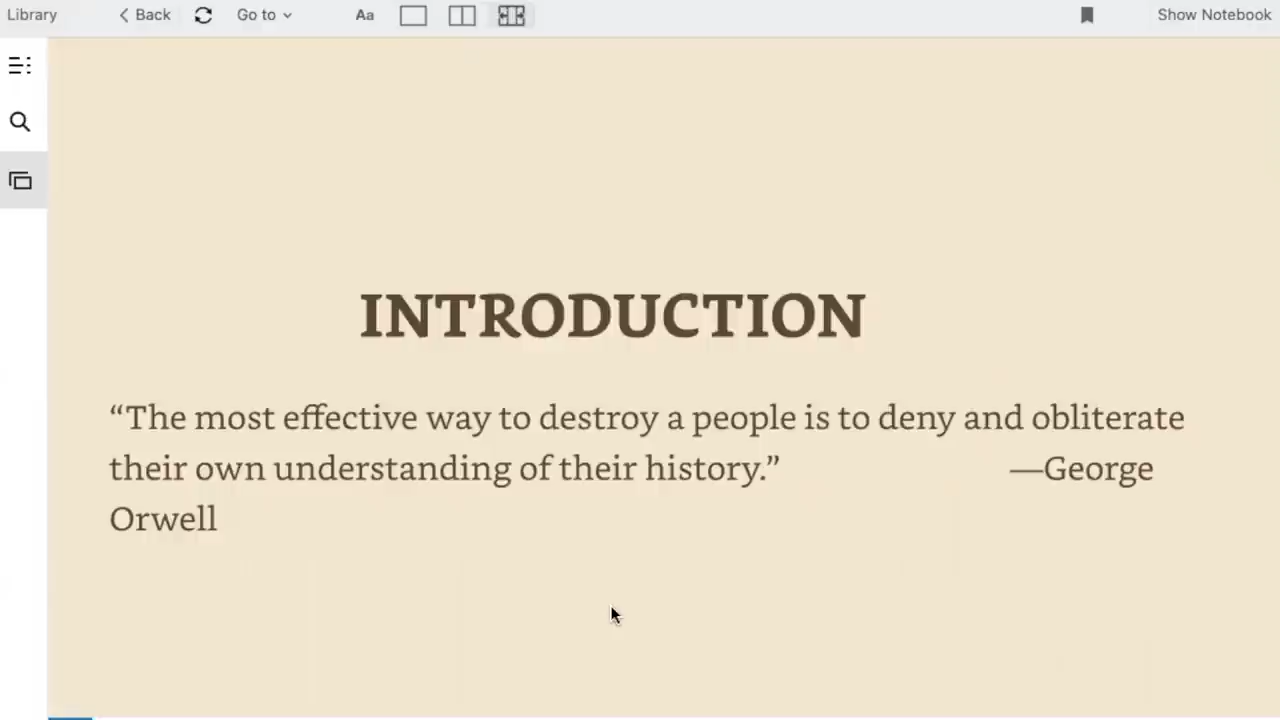 Library Back Go to Aa Show Notebook
INTRODUCTION
“The most effective way to destroy a people is to deny and obliterate
their own understanding of their history.” —George
Orwell